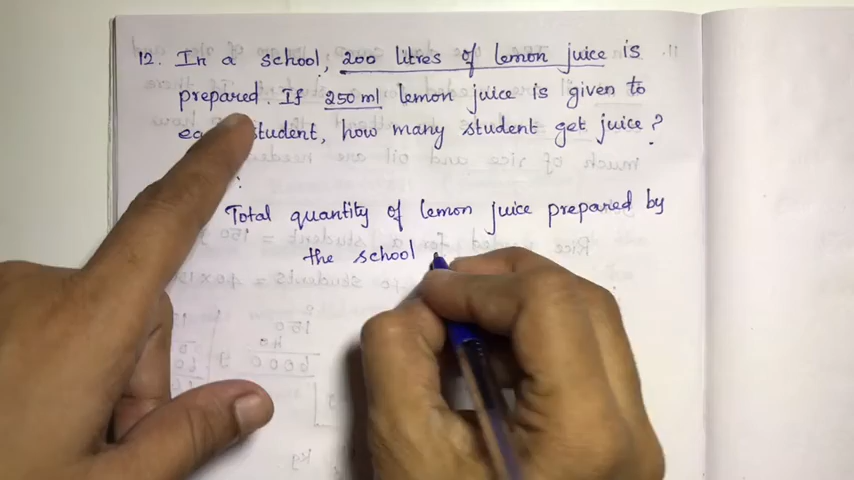 12. In a school, 200 litres of lemon juice is
prepared. If 250 ml lemon juice is given to
student, how many student get juice?
:
Total quantity of lemon juice prepared by
the school